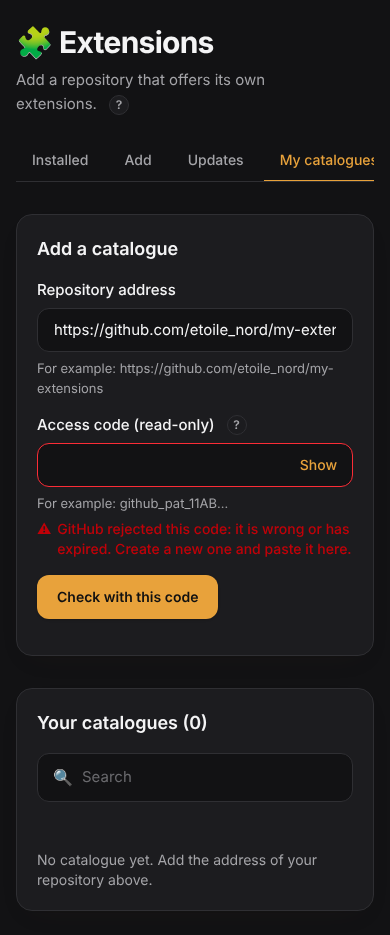 Extensions
Add a repository that offers its own
extensions. ?
Installed Add Updates My catalogues
Add a catalogue
Repository address
https://github.com/etoile_nord/my-exter
For example: https://github.com/etoile_nord/my-
extensions
Access code (read-only) ?
Show
For example: github_pat_11AB...
GitHub rejected this code: it is wrong or has
expired. Create a new one and paste it here.
Check with this code
Your catalogues (0)
Search
No catalogue yet. Add the address of your
repository above.